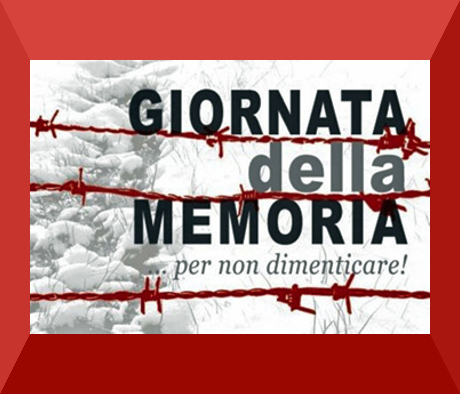 GIORNATA
della
MEMORIA
... per non dimenticare!